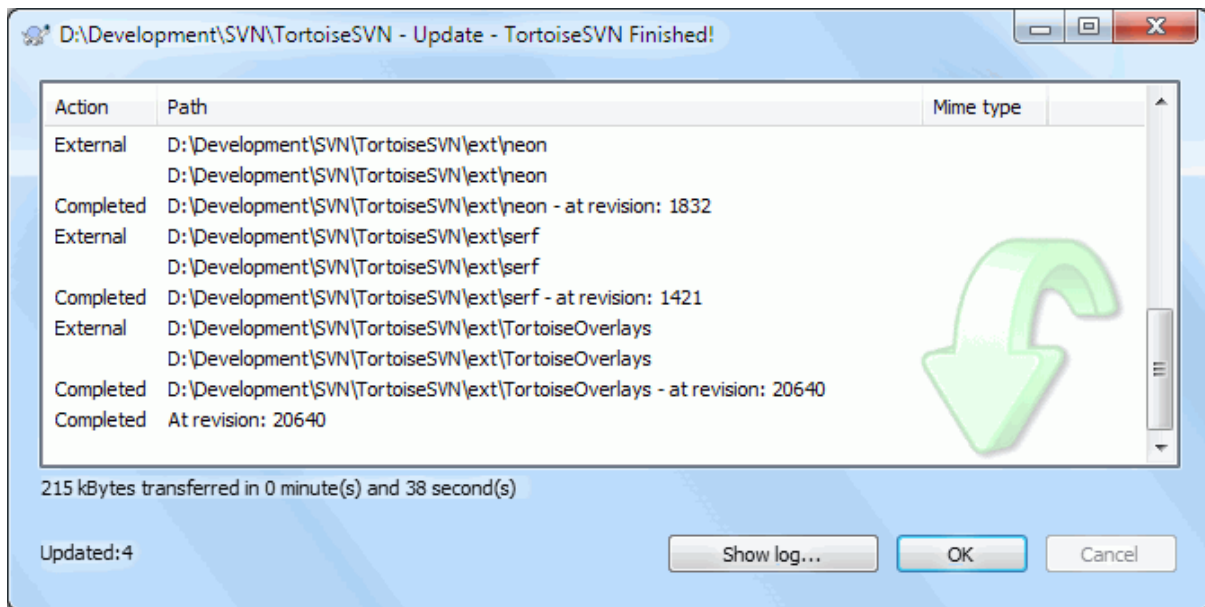 D:\Development\SVN\TortoiseSVN - Update - TortoiseSVN Finished!
Action Path Mime type
External D:\Development\SVN\TortoiseSVN\ext\neon
D:\Development\SVN\TortoiseSVN\ext\neon
Completed D:\Development\SVN\TortoiseSVN\ext\neon - at revision: 1832
External D:\Development\SVN\TortoiseSVN\ext\serf
D:\Development\SVN\TortoiseSVN\ext\serf
Completed D:\Development\SVN\TortoiseSVN\ext\serf - at revision: 1421
External D:\Development\SVN\TortoiseSVN\ext\TortoiseOverlays
D:\Development\SVN\TortoiseSVN\ext\TortoiseOverlays
Completed D:\Development\SVN\TortoiseSVN\ext\TortoiseOverlays - at revision: 20640
Completed At revision: 20640
215 kBytes transferred in 0 minute(s) and 38 second(s)
Updated:4 Show log... OK Cancel